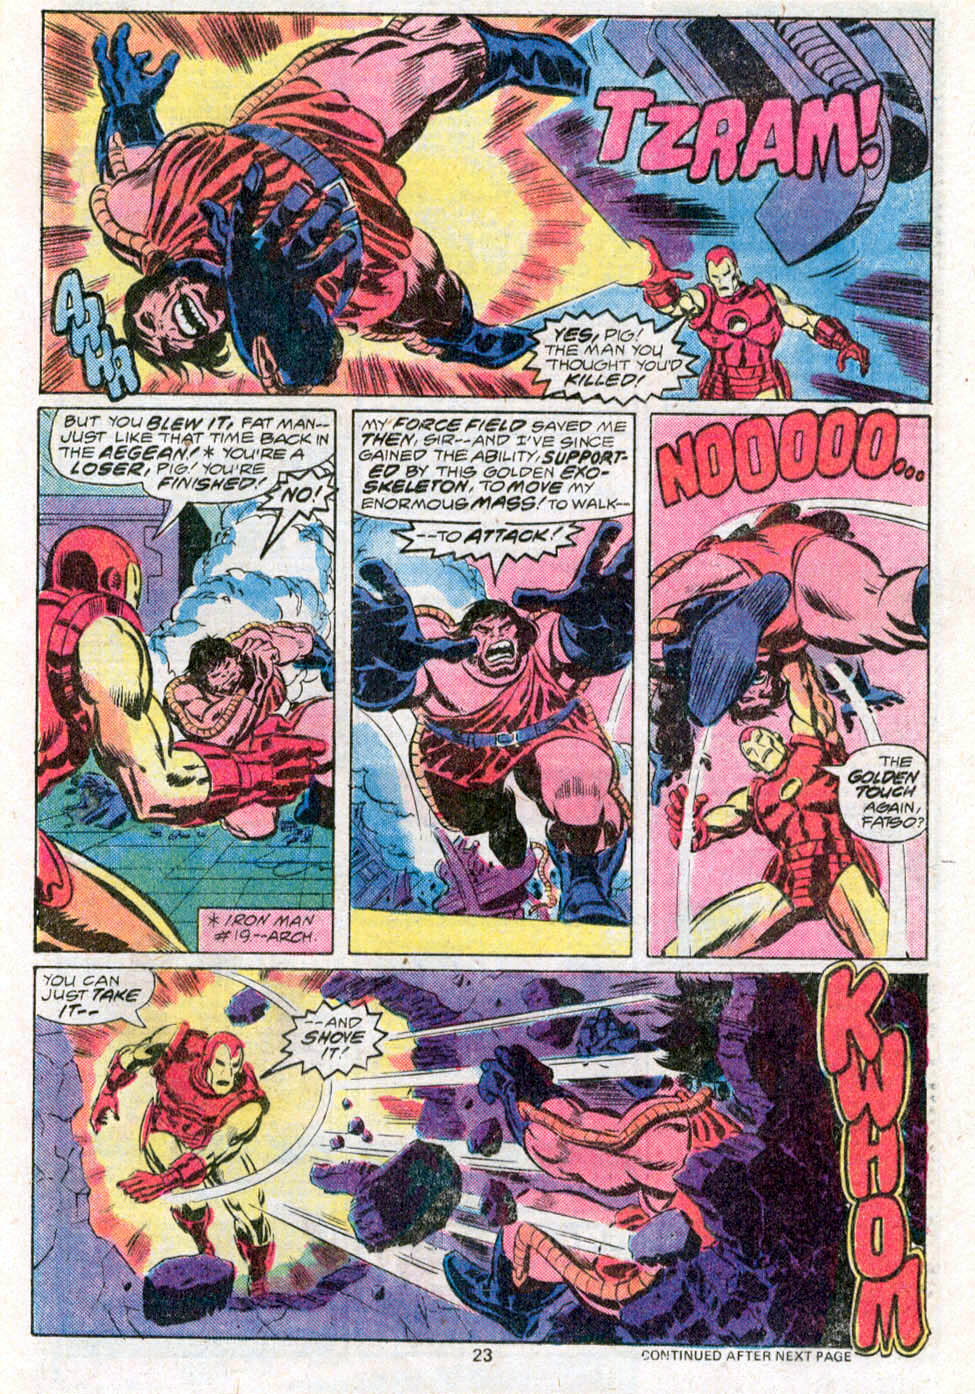 TZRAM!
AAHR
YES, PIG!
THE MAN YOU
THOUGHT YOU'D
KILLED!
BUT YOU BLEW IT, FAT MAN--
JUST LIKE THAT TIME BACK IN
THE AEGEAN! * YOU'RE A
LOSER, PIG! YOU'RE
FINISHED!
NO!
* IRON MAN
#19--ARCH.
MY FORCE FIELD SAVED ME
THEN, SIR--AND I'VE SINCE
GAINED THE ABILITY, SUPPORT-
ED BY THIS GOLDEN EXO-
SKELETON, TO MOVE MY
ENORMOUS MASS! TO WALK--
--TO ATTACK!
NOOOOO...
THE
GOLDEN
TOUCH
AGAIN,
FATSO?
YOU CAN
JUST TAKE
IT--
--AND
SHOVE
IT!
KWHOM
23
CONTINUED AFTER NEXT PAGE